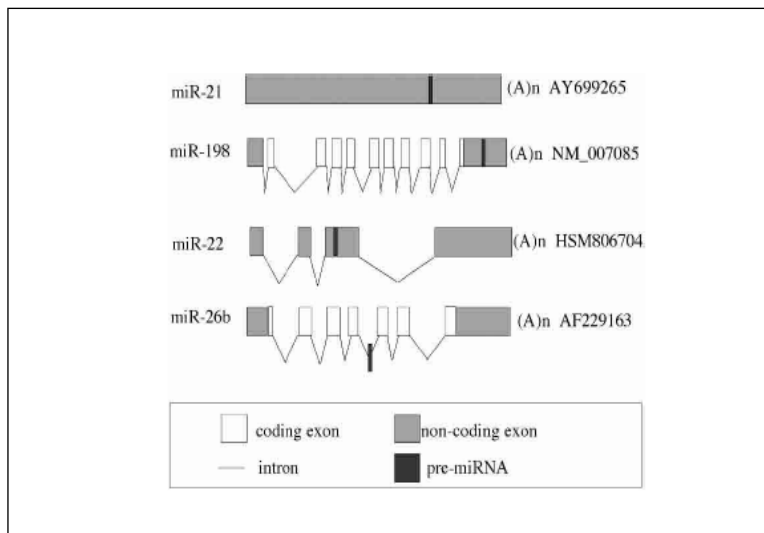 miR-21 (A)n AY699265
miR-198 (A)n NM_007085
miR-22 (A)n HSM806704
miR-26b (A)n AF229163
coding exon non-coding exon
intron pre-miRNA